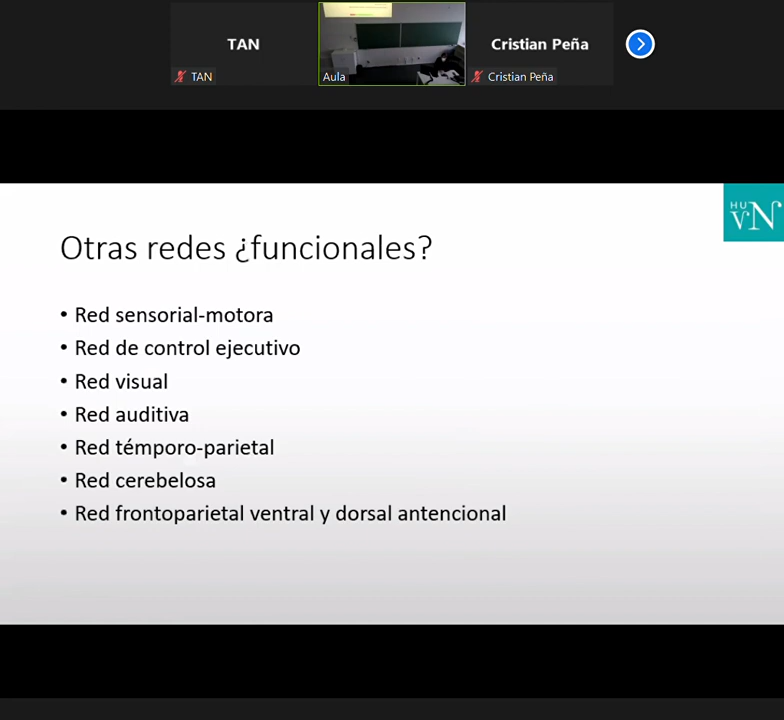 TAN
Cristian Peña
TAN
Aula
Cristian Peña
HU
VN
Otras redes ¿funcionales?
• Red sensorial-motora
• Red de control ejecutivo
• Red visual
• Red auditiva
• Red témporo-parietal
• Red cerebelosa
• Red frontoparietal ventral y dorsal antencional